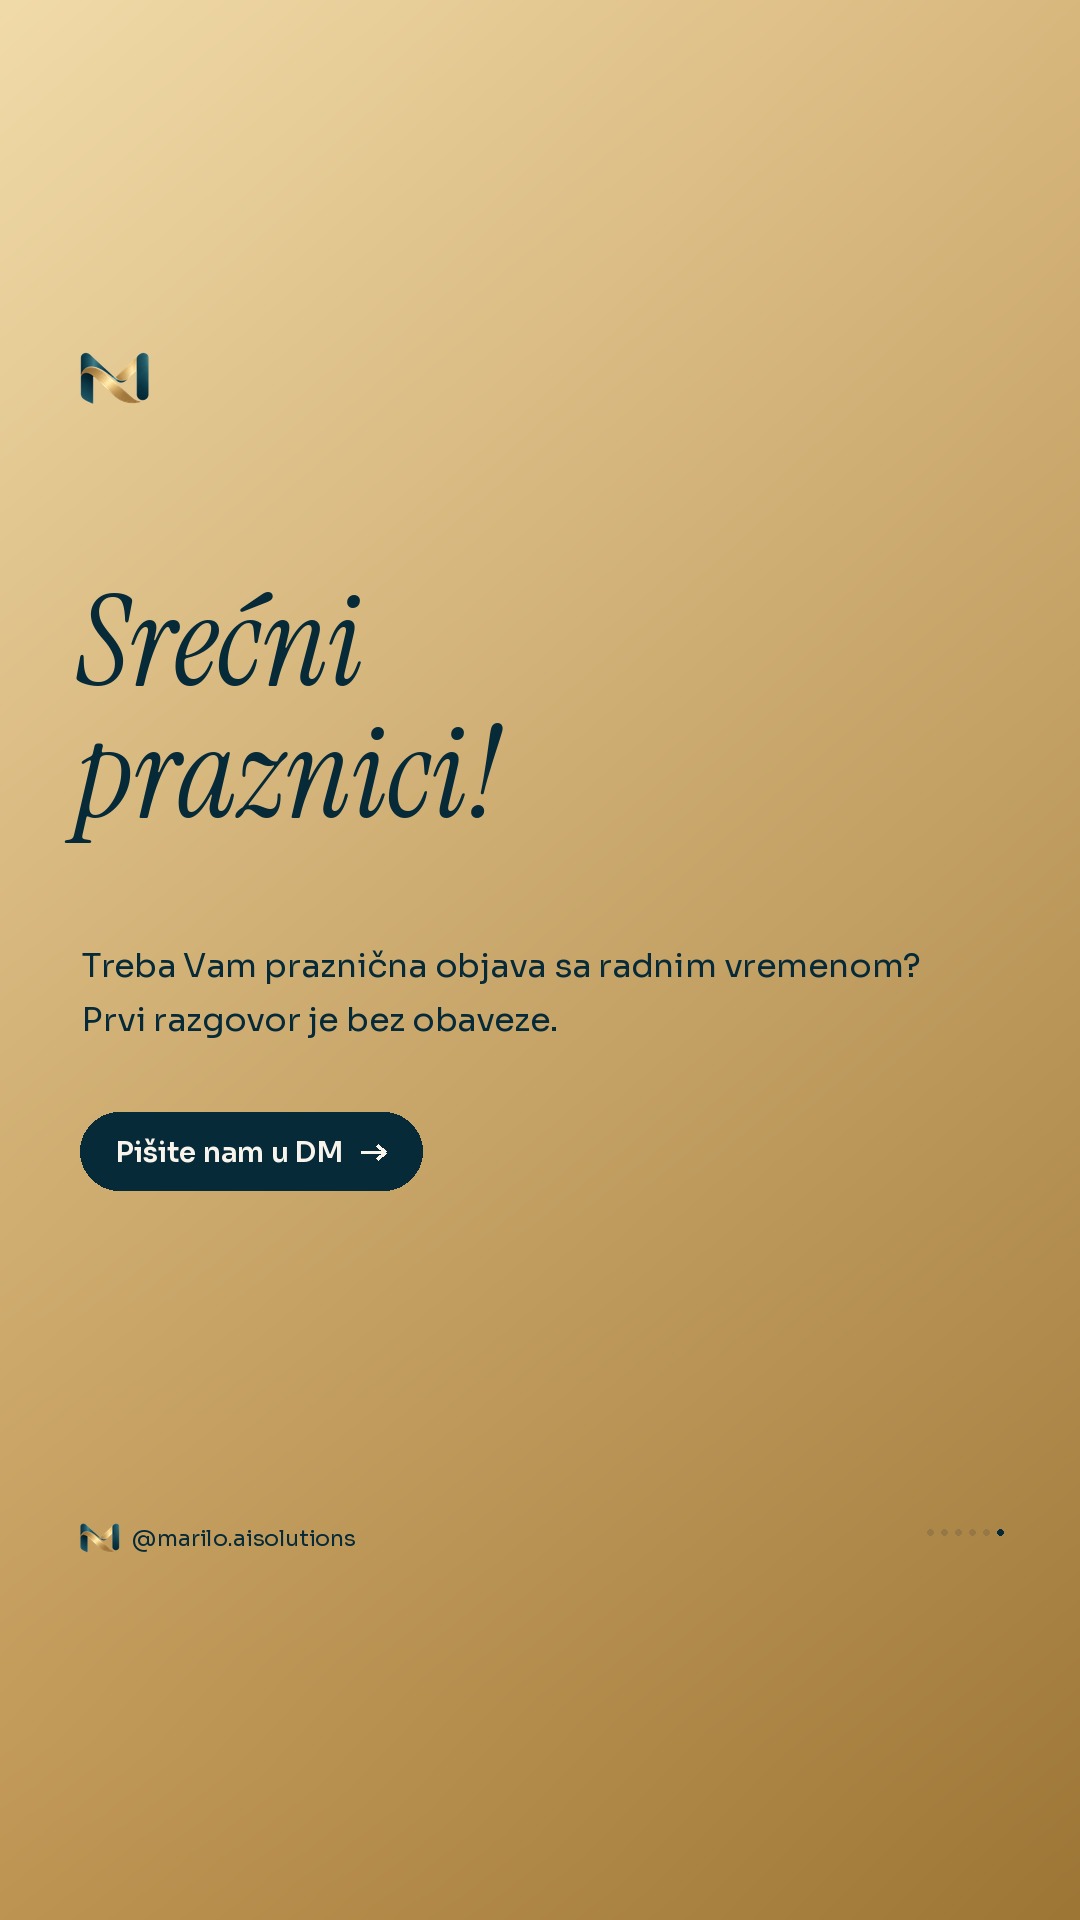 Srećni
praznici!
Treba Vam praznična objava sa radnim vremenom?
Prvi razgovor je bez obaveze.
Pišite nam u DM →
@marilo.aisolutions